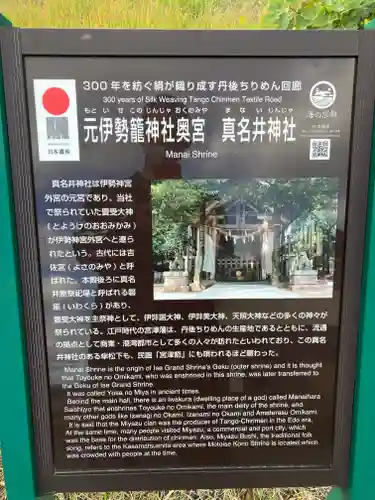 300 年を紡ぐ絹が織り成す丹後ちりめん回廊
300 years of Silk Weaving Tango Chinmen Textile Road
もといせこのじんじゃおくのみや まないじんじゃ
元伊勢籠神社奥宮 真名井神社
Manai Shrine
日本遺産
海の京都
真名井神社は伊勢神宮
外宮の元宮であり、当社
で祭られていた豊受大神
(とようけのおおみかみ)
が伊勢神宮外宮へと遷ら
れたという。古代には吉
佐宮(よさのみや)と呼
ばれた。本殿後ろに真名
井原祭祀場と呼ばれる磐
座(いわくら)があり、
豊受大神を主祭神として、伊弉諾大神、伊弉冉大神、天照大神などの多くの神々が
祭られている。江戸時代の宮津藩は、丹後ちりめんの生産地であるとともに、流通
の拠点として商業・港湾都市として多くの人々が訪れたといわれており、この真名
井神社のある傘松下も、民謡「宮津節」にも唄われるほど賑わった。
Manai Shrine is the origin of Ise Grand Shrine's Geku (outer shrine) and it is thought
that Toyouke no Omikami, who was enshrined in this shrine, was later transferred to
the Geku of Ise Grand Shrine.
It was called Yosa no Miya in ancient times.
Behind the main hall, there is an Iwakura (dwelling place of a god) called Manaihara
Saishijyo that enshrines Toyouke no Omikami, the main deity of the shrine, and
many other gods like Izanagi no Okami, Izanami no Okami and Amaterasu Omikami.
It is said that the Miyazu clan was the producer of Tango-Chirimen in the Edo era.
At the same time, many people visited Miyazu, a commercial and port city, which
was the base for the distribution of chirimen. Also, Miyazu Bushi, the traditional folk
song, refers to the Kasamatsunishi area where Motoise Kono Shrine is located which
was crowded with people at the time.